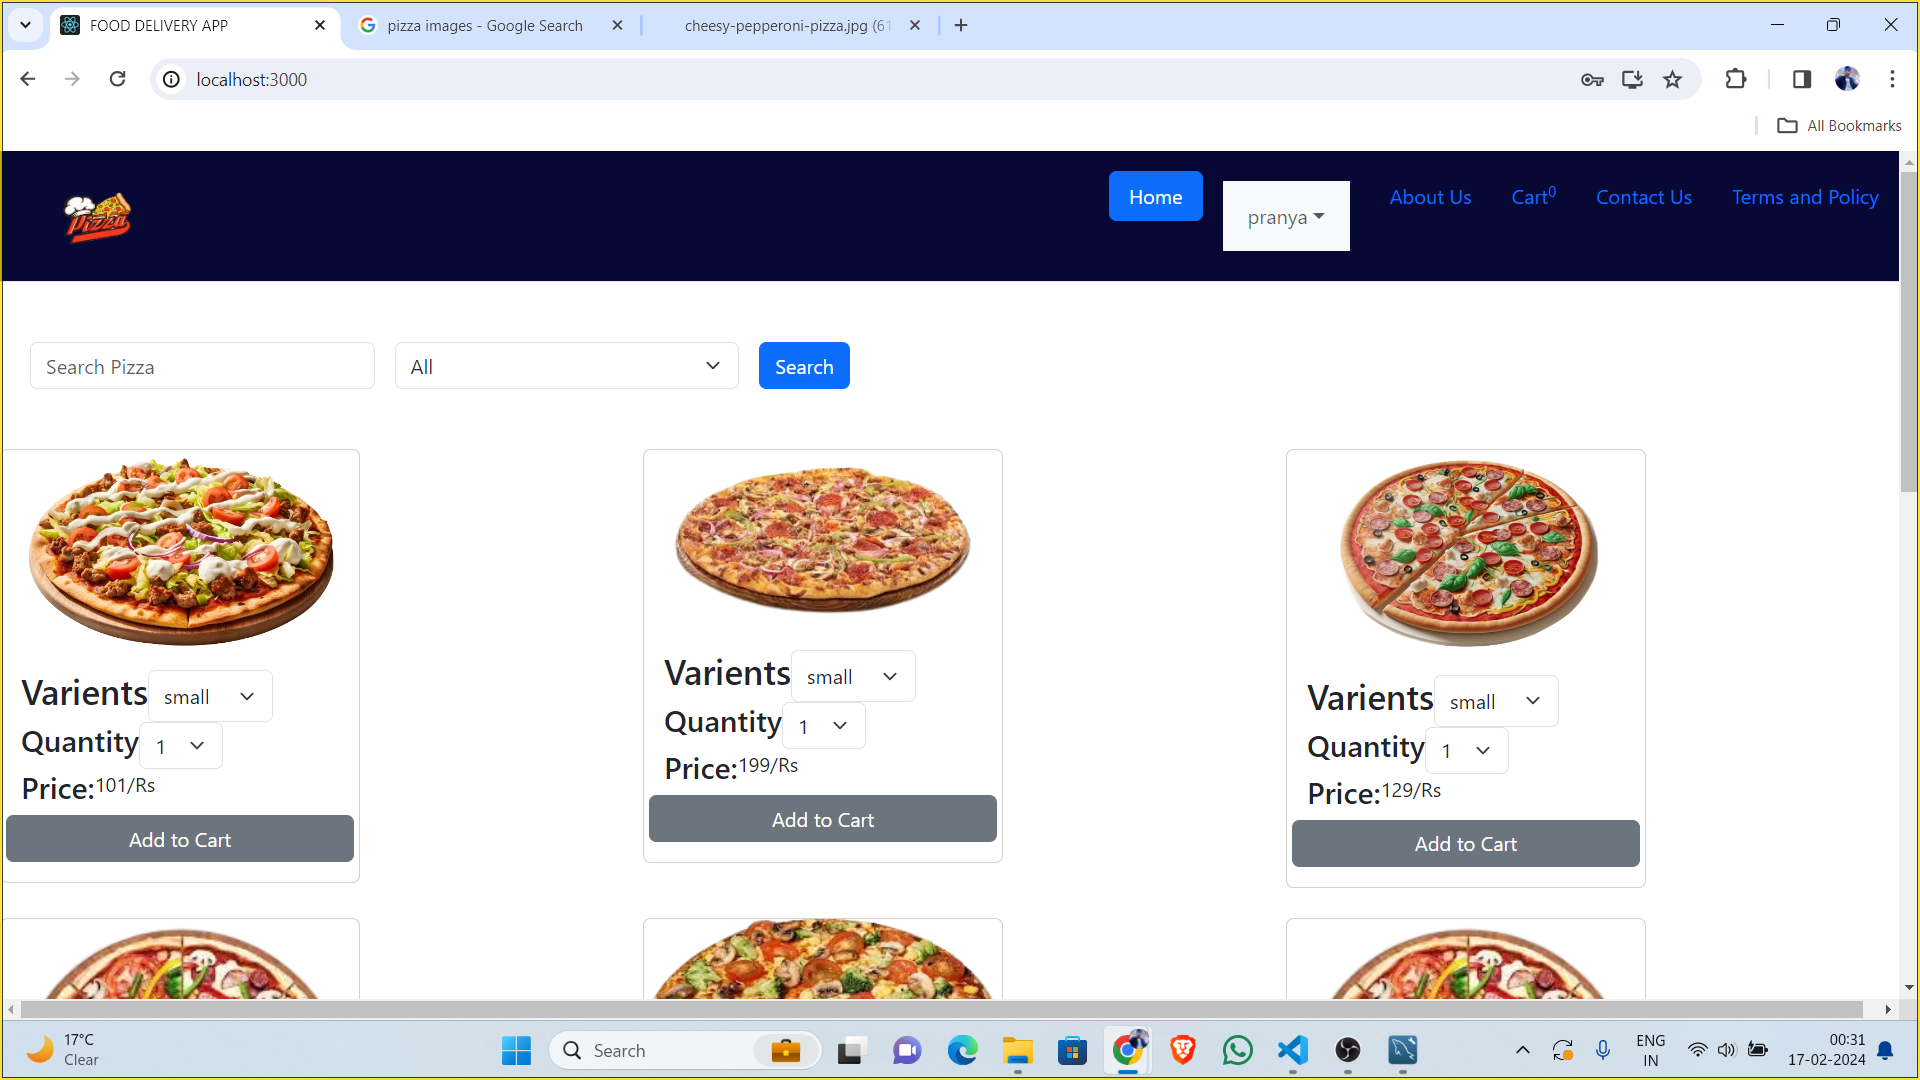 FOOD DELIVERY APP
pizza images - Google Search
cheesy-pepperoni-pizza.jpg (61
localhost:3000
All Bookmarks
Pizza
Home
pranya
About Us
Cart0
Contact Us
Terms and Policy
Search Pizza
All
Search
Varients small
Quantity 1
Price:101/Rs
Add to Cart
Varients small
Quantity 1
Price:199/Rs
Add to Cart
Varients small
Quantity 1
Price:129/Rs
Add to Cart
17°C
Clear
Search
ENG
IN
00:31
17-02-2024